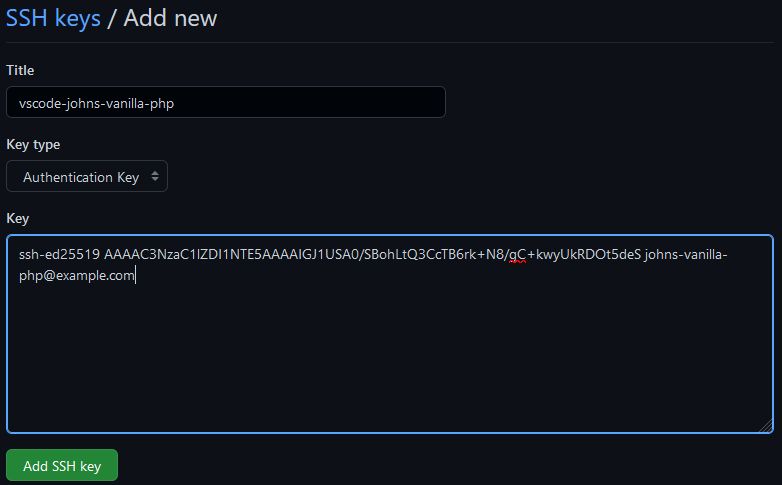 SSH keys / Add new
Title
vscode-johns-vanilla-php
Key type
Authentication Key
Key
ssh-ed25519 AAAAC3NzaC1lZDI1NTE5AAAAIGJ1USA0/SBohLtQ3CcTB6rk+N8/gC+kwyUkRDOt5deS johns-vanilla-
php@example.com
Add SSH key